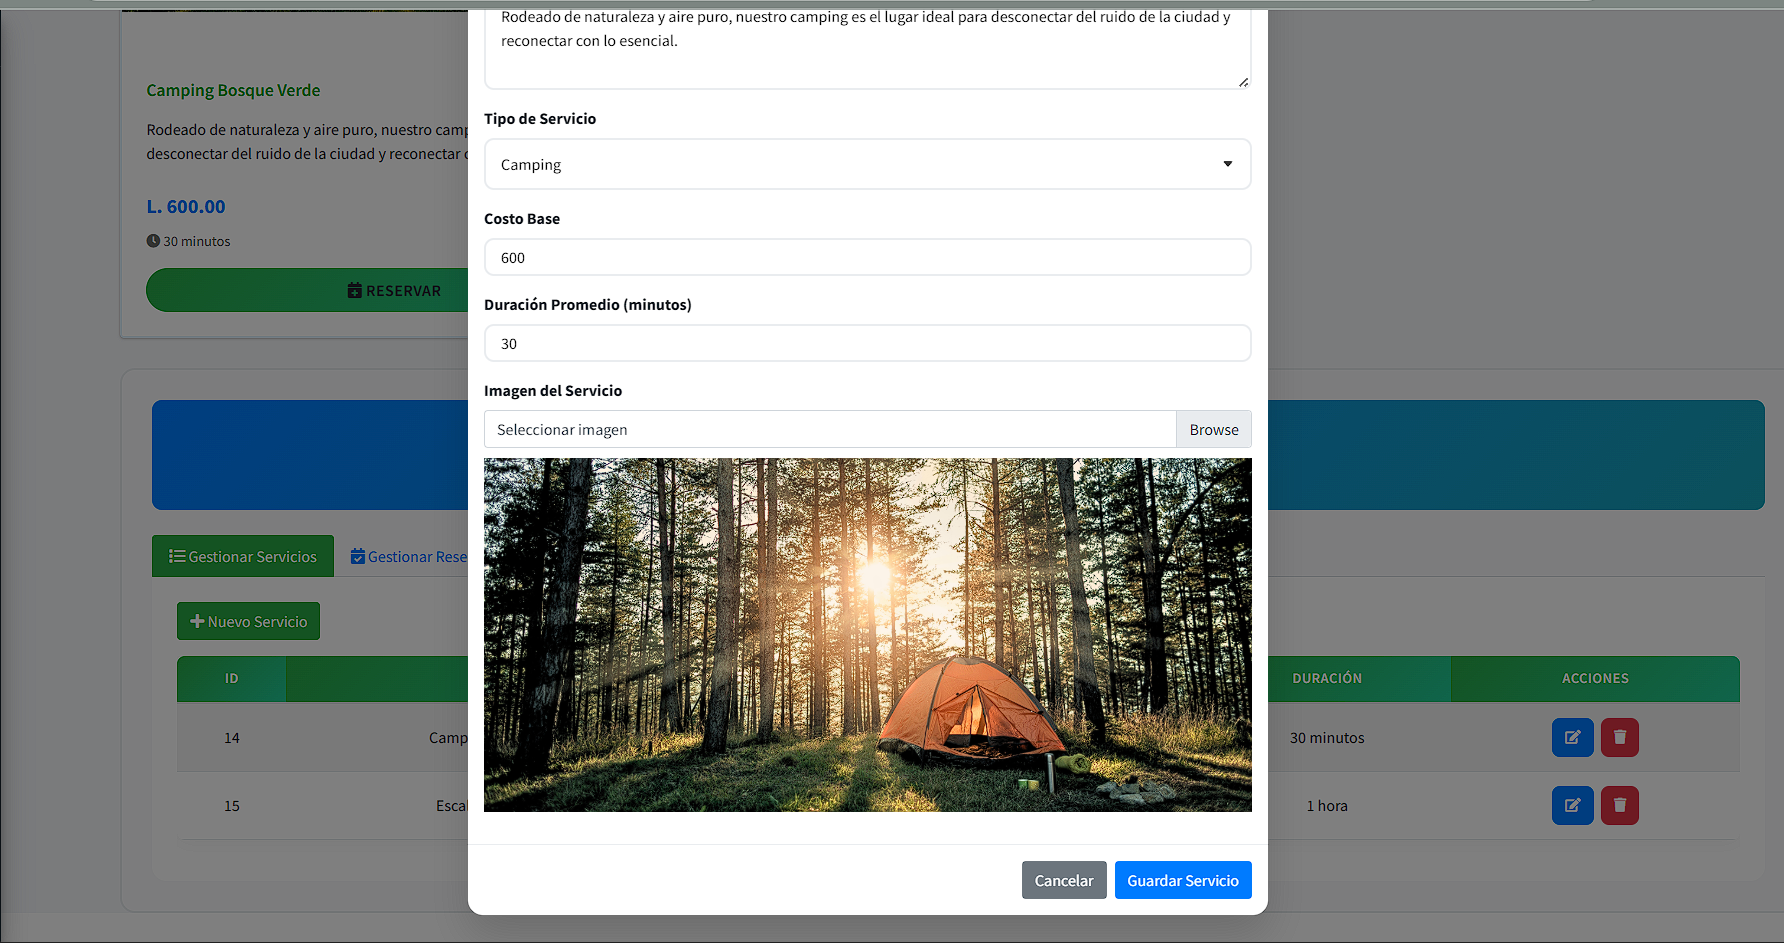 Rodeado de naturaleza y aire puro, nuestro camping es el lugar ideal para desconectar del ruido de la ciudad y
reconectar con lo esencial.
Tipo de Servicio
Camping
Costo Base
600
Duración Promedio (minutos)
30
Imagen del Servicio
Seleccionar imagen
Browse
Cancelar
Guardar Servicio
Camping Bosque Verde
Rodeado de naturaleza y aire puro, nuestro camp
desconectar del ruido de la ciudad y reconectar
L. 600.00
30 minutos
RESERVAR
Gestionar Servicios
Gestionar Rese
Nuevo Servicio
ID
DURACIÓN
ACCIONES
14
Camp
30 minutos
15
Escal
1 hora